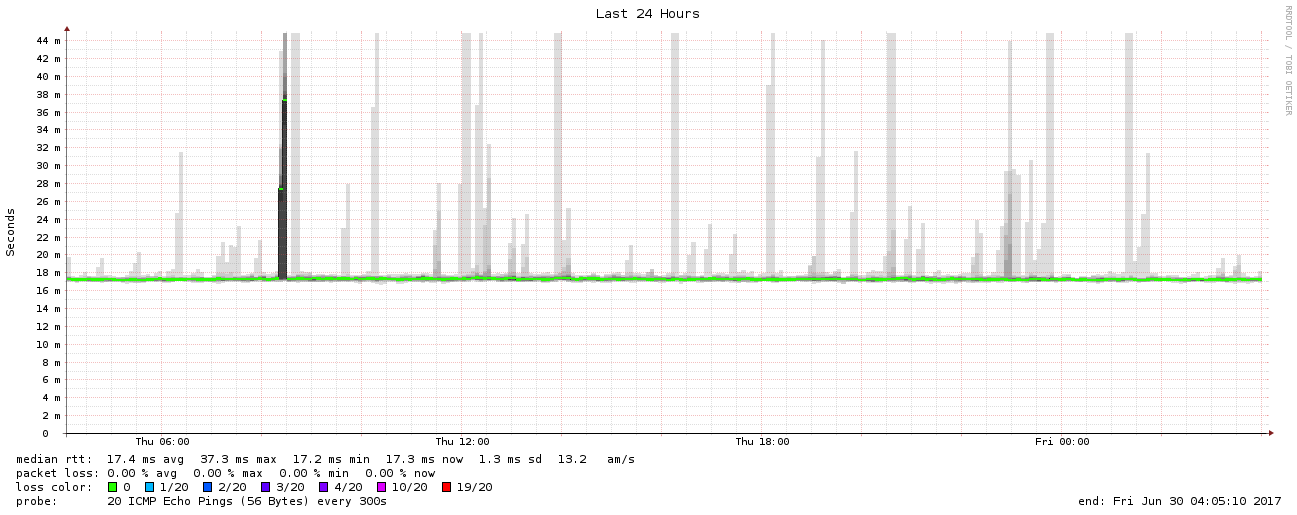 Last 24 Hours
RRDTOOL / TOBI OETIKER
Seconds
44 m
42 m
40 m
38 m
36 m
34 m
32 m
30 m
28 m
26 m
24 m
22 m
20 m
18 m
16 m
14 m
12 m
10 m
8 m
6 m
4 m
2 m
0
Thu 06:00 Thu 12:00 Thu 18:00 Fri 00:00
median rtt: 17.4 ms avg 37.3 ms max 17.2 ms min 17.3 ms now 1.3 ms sd 13.2 am/s
packet loss: 0.00 % avg 0.00 % max 0.00 % min 0.00 % now
loss color: 0 1/20 2/20 3/20 4/20 10/20 19/20
probe: 20 ICMP Echo Pings (56 Bytes) every 300s end: Fri Jun 30 04:05:10 2017